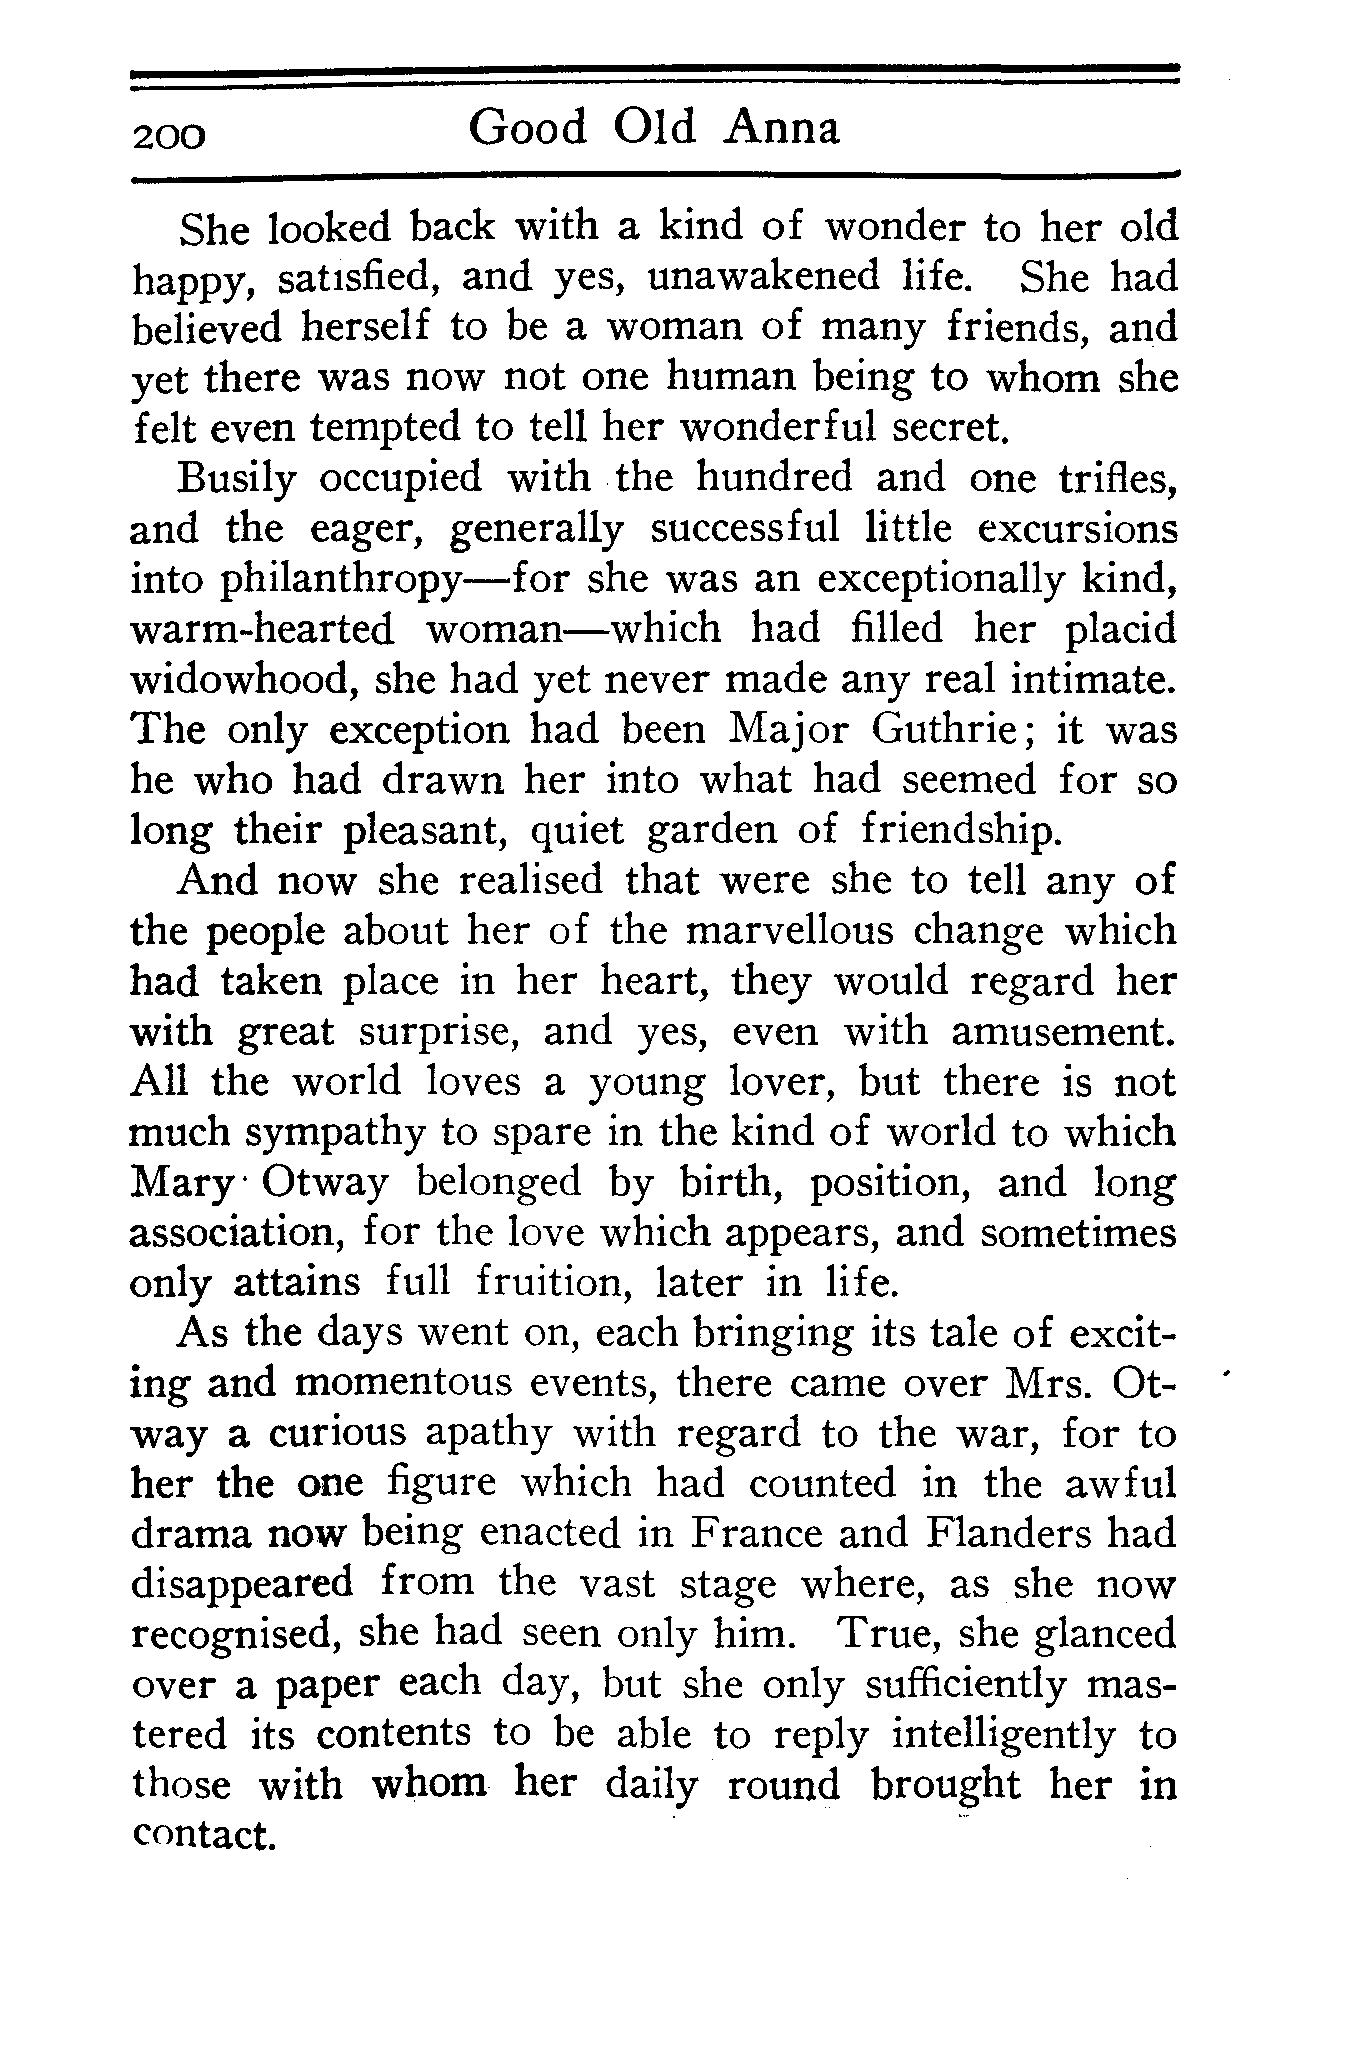 200 Good Old Anna
She looked back with a kind of wonder to her old
happy, satisfied, and yes, unawakened life. She had
believed herself to be a woman of many friends, and
yet there was now not one human being to whom she
felt even tempted to tell her wonderful secret.
Busily occupied with the hundred and one trifles,
and the eager, generally successful little excursions
into philanthropy—for she was an exceptionally kind,
warm-hearted woman—which had filled her placid
widowhood, she had yet never made any real intimate.
The only exception had been Major Guthrie; it was
he who had drawn her into what had seemed for so
long their pleasant, quiet garden of friendship.
And now she realised that were she to tell any of
the people about her of the marvellous change which
had taken place in her heart, they would regard her
with great surprise, and yes, even with amusement.
All the world loves a young lover, but there is not
much sympathy to spare in the kind of world to which
Mary Otway belonged by birth, position, and long
association, for the love which appears, and sometimes
only attains full fruition, later in life.
As the days went on, each bringing its tale of excit-
ing and momentous events, there came over Mrs. Ot-
way a curious apathy with regard to the war, for to
her the one figure which had counted in the awful
drama now being enacted in France and Flanders had
disappeared from the vast stage where, as she now
recognised, she had seen only him. True, she glanced
over a paper each day, but she only sufficiently mas-
tered its contents to be able to reply intelligently to
those with whom her daily round brought her in
contact.